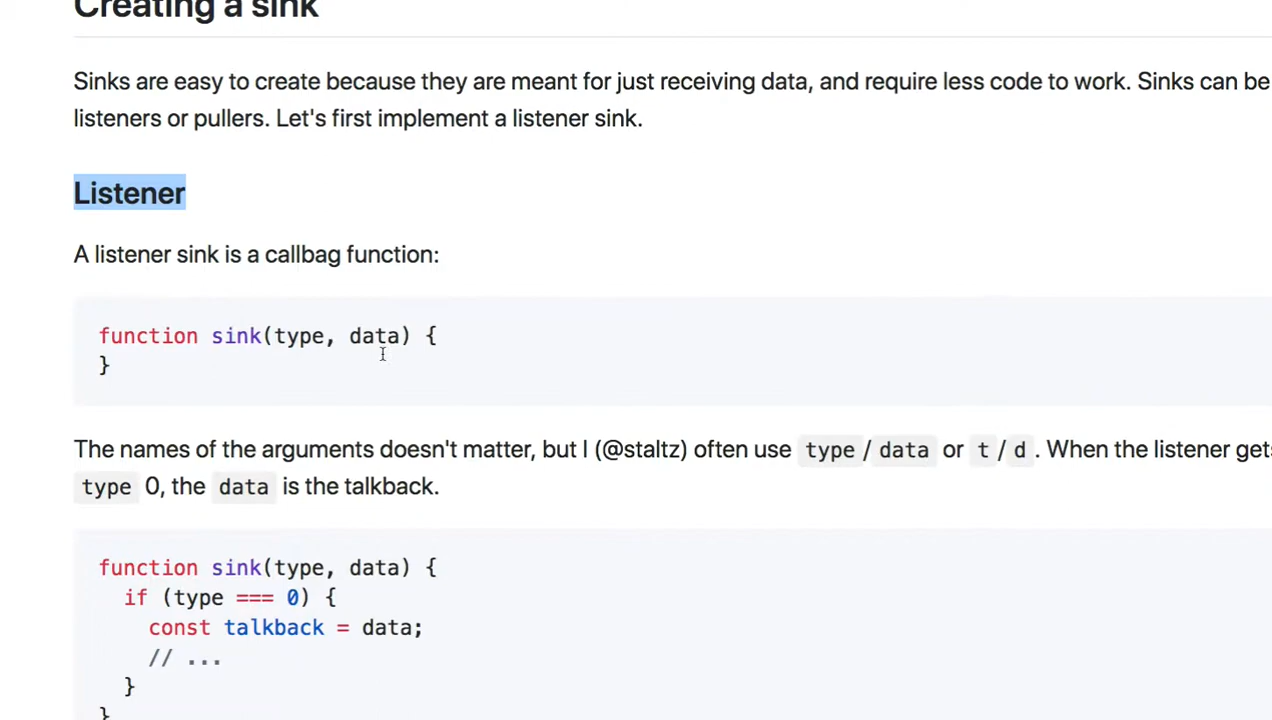 Creating a sink
Sinks are easy to create because they are meant for just receiving data, and require less code to work. Sinks can be
listeners or pullers. Let's first implement a listener sink.
Listener
A listener sink is a callbag function:
function sink(type, data) {
}
The names of the arguments doesn't matter, but I (@staltz) often use type / data or t / d . When the listener gets
type 0, the data is the talkback.
function sink(type, data) {
  if (type === 0) {
    const talkback = data;
    // ...
  }
}